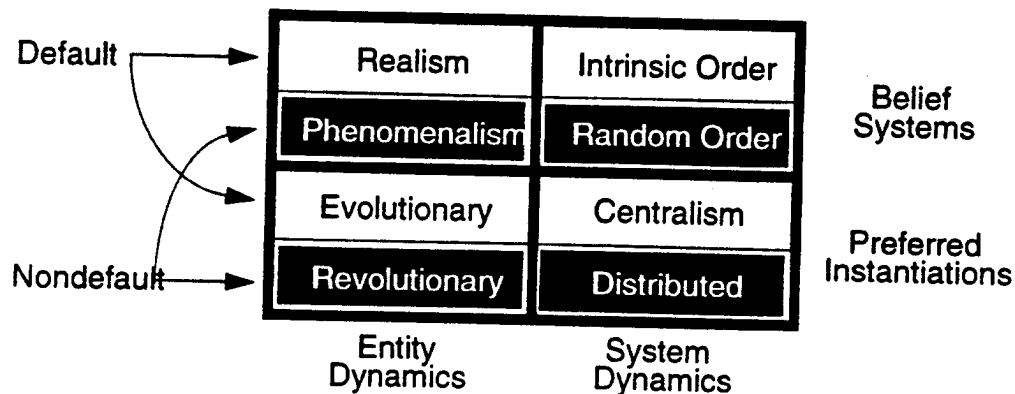 Default
Realism
Intrinsic Order
Belief
Systems
Phenomenalism
Random Order
Evolutionary
Centralism
Preferred
Instantiations
Nondefault
Revolutionary
Distributed
Entity
Dynamics
System
Dynamics